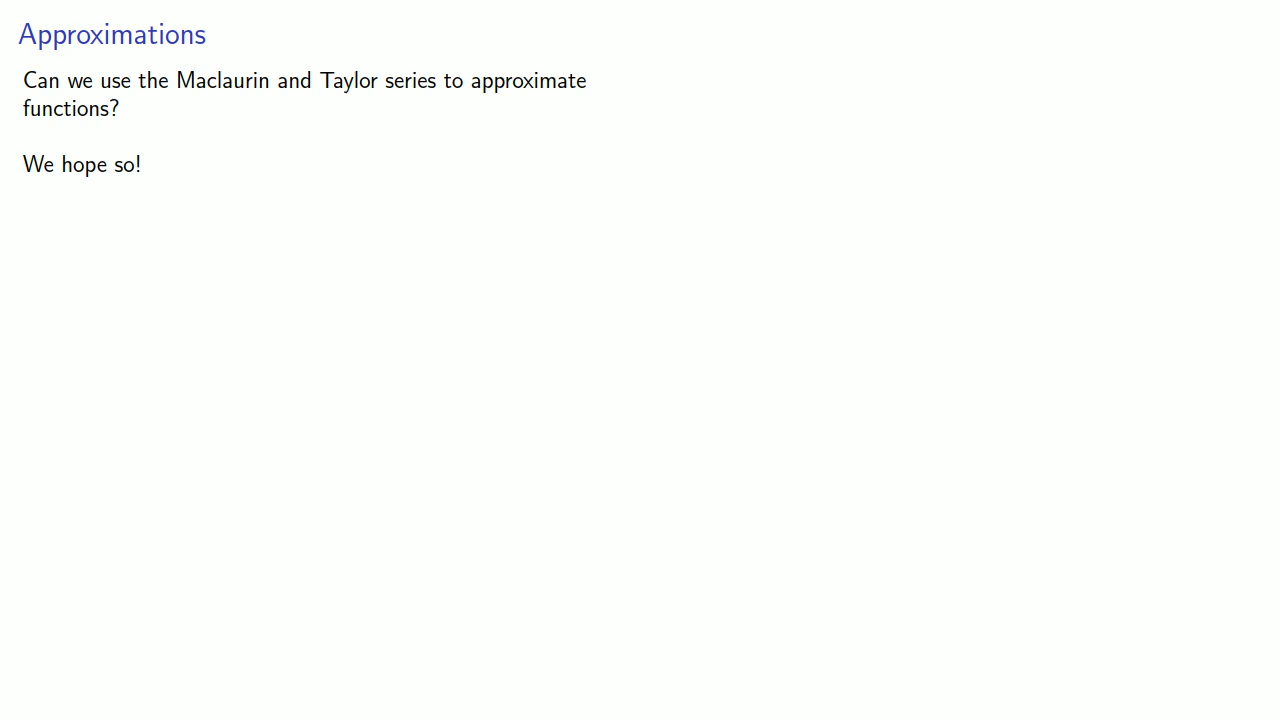 Approximations
Can we use the Maclaurin and Taylor series to approximate
functions?
We hope so!